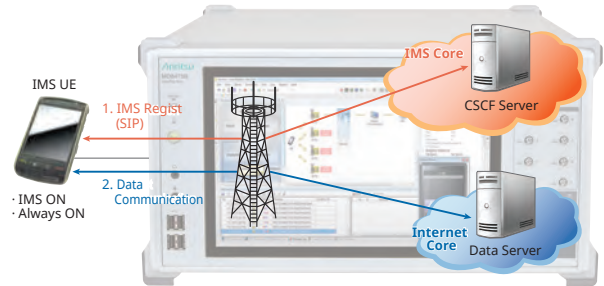 Anritsu
IMS Core
CSCF Server
IMS UE
1. IMS Regist
(SIP)
2. Data
Communication
· IMS ON
· Always ON
Internet
Core
Data Server